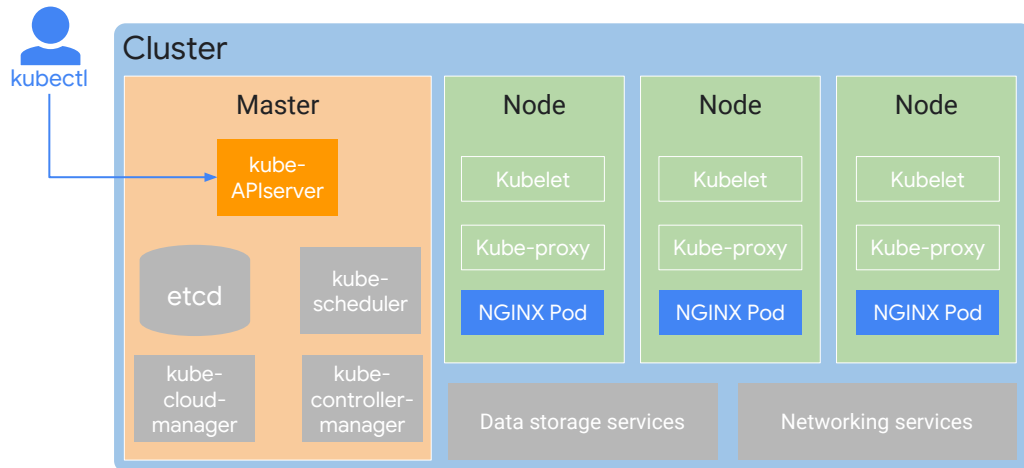 kubectl
Cluster
Master
kube-
APIserver
etcd
kube-
scheduler
kube-
cloud-
manager
kube-
controller-
manager
Node
Kubelet
Kube-proxy
NGINX Pod
Node
Kubelet
Kube-proxy
NGINX Pod
Node
Kubelet
Kube-proxy
NGINX Pod
Data storage services
Networking services